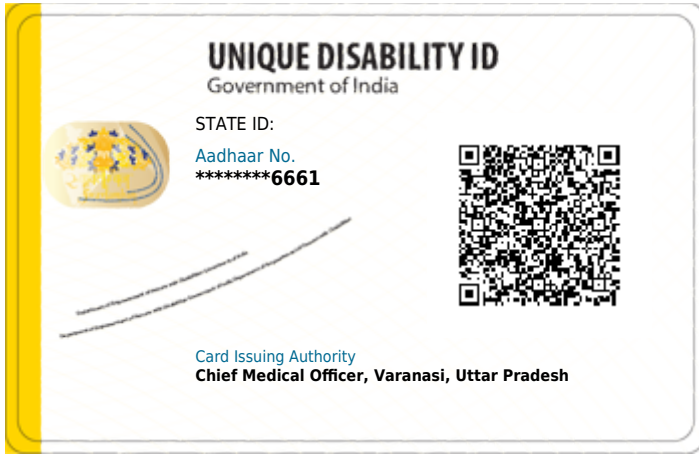 UNIQUE DISABILITY ID
Government of India
STATE ID:
Aadhaar No.
********6661
Card Issuing Authority
Chief Medical Officer, Varanasi, Uttar Pradesh